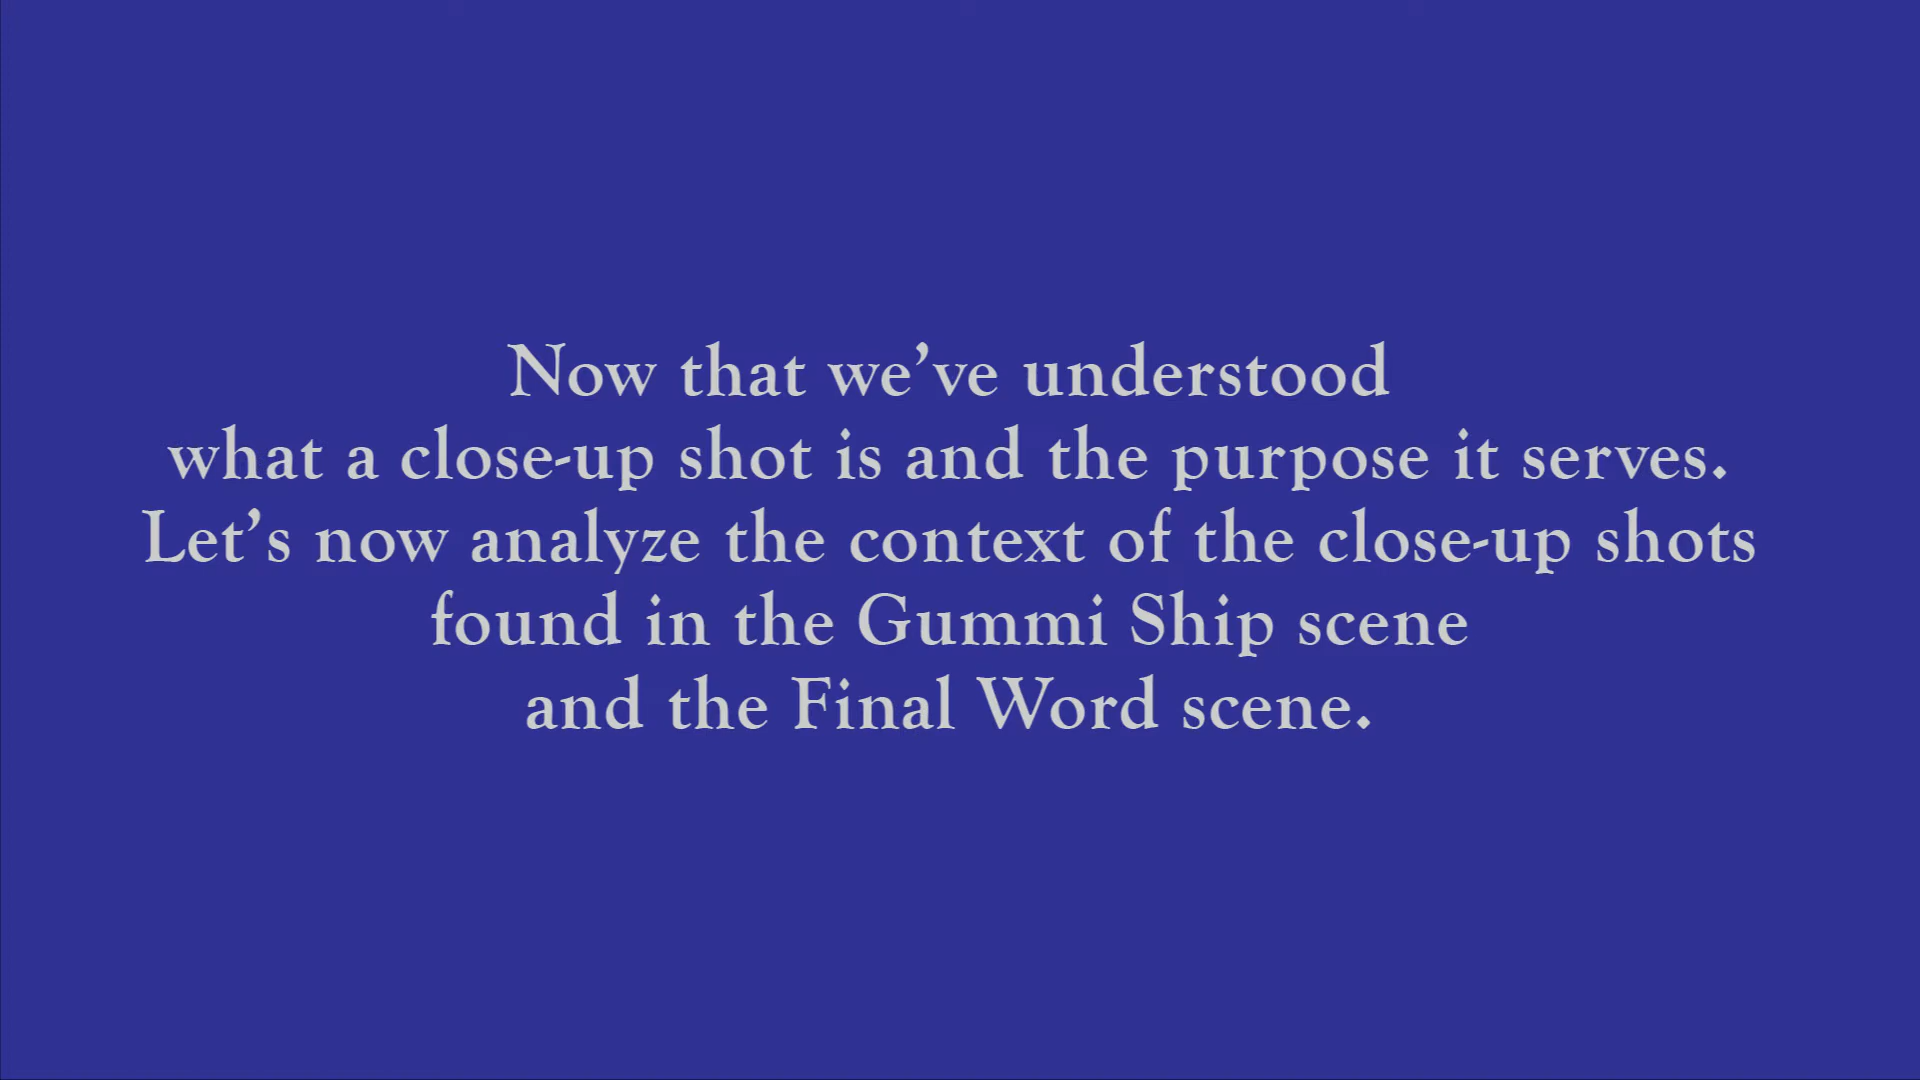 Now that we’ve understood
what a close-up shot is and the purpose it serves.
Let’s now analyze the context of the close-up shots
found in the Gummi Ship scene
and the Final Word scene.